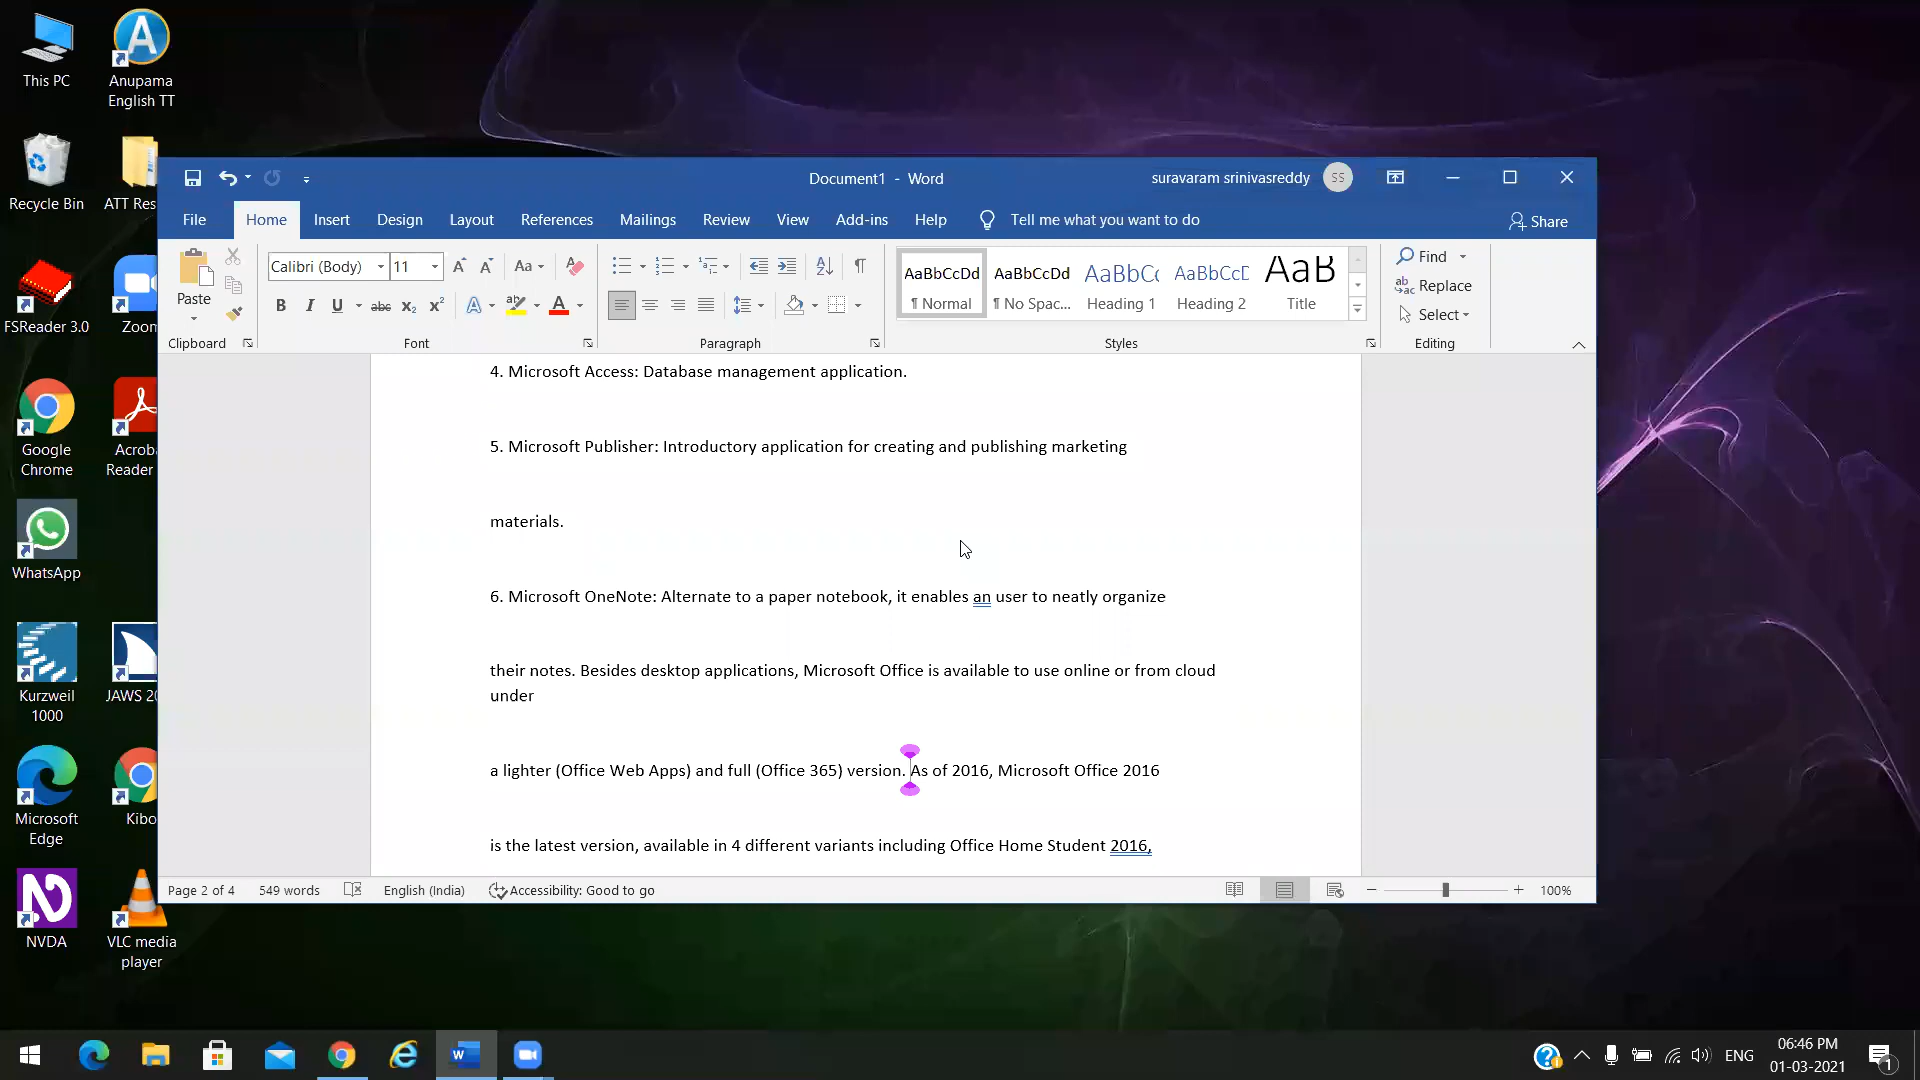 This PC
Anupama
English TT
Recycle Bin
ATT Res
FSReader 3.0
Zoom
Google
Chrome
Acrob
Reader
WhatsApp
Kurzweil
1000
JAWS 20
Microsoft
Edge
Kibo
NVDA
VLC media
player
Document1 - Word
suravaram srinivasreddy
SS
File
Home
Insert
Design
Layout
References
Mailings
Review
View
Add-ins
Help
Tell me what you want to do
Share
Paste
Clipboard
Calibri (Body)
11
Aa
B I U abc X₂ X²
A
A
Font
Paragraph
AaBbCcDd
¶ Normal
AaBbCcDd
¶ No Spac...
AaBbCc
Heading 1
AaBbCcD
Heading 2
AaB
Title
Styles
Find
Replace
Select
Editing
4. Microsoft Access: Database management application.
5. Microsoft Publisher: Introductory application for creating and publishing marketing
materials.
6. Microsoft OneNote: Alternate to a paper notebook, it enables an user to neatly organize
their notes. Besides desktop applications, Microsoft Office is available to use online or from cloud
under
a lighter (Office Web Apps) and full (Office 365) version. As of 2016, Microsoft Office 2016
is the latest version, available in 4 different variants including Office Home Student 2016,
Page 2 of 4
549 words
English (India)
Accessibility: Good to go
100%
ENG
06:46 PM
01-03-2021
1